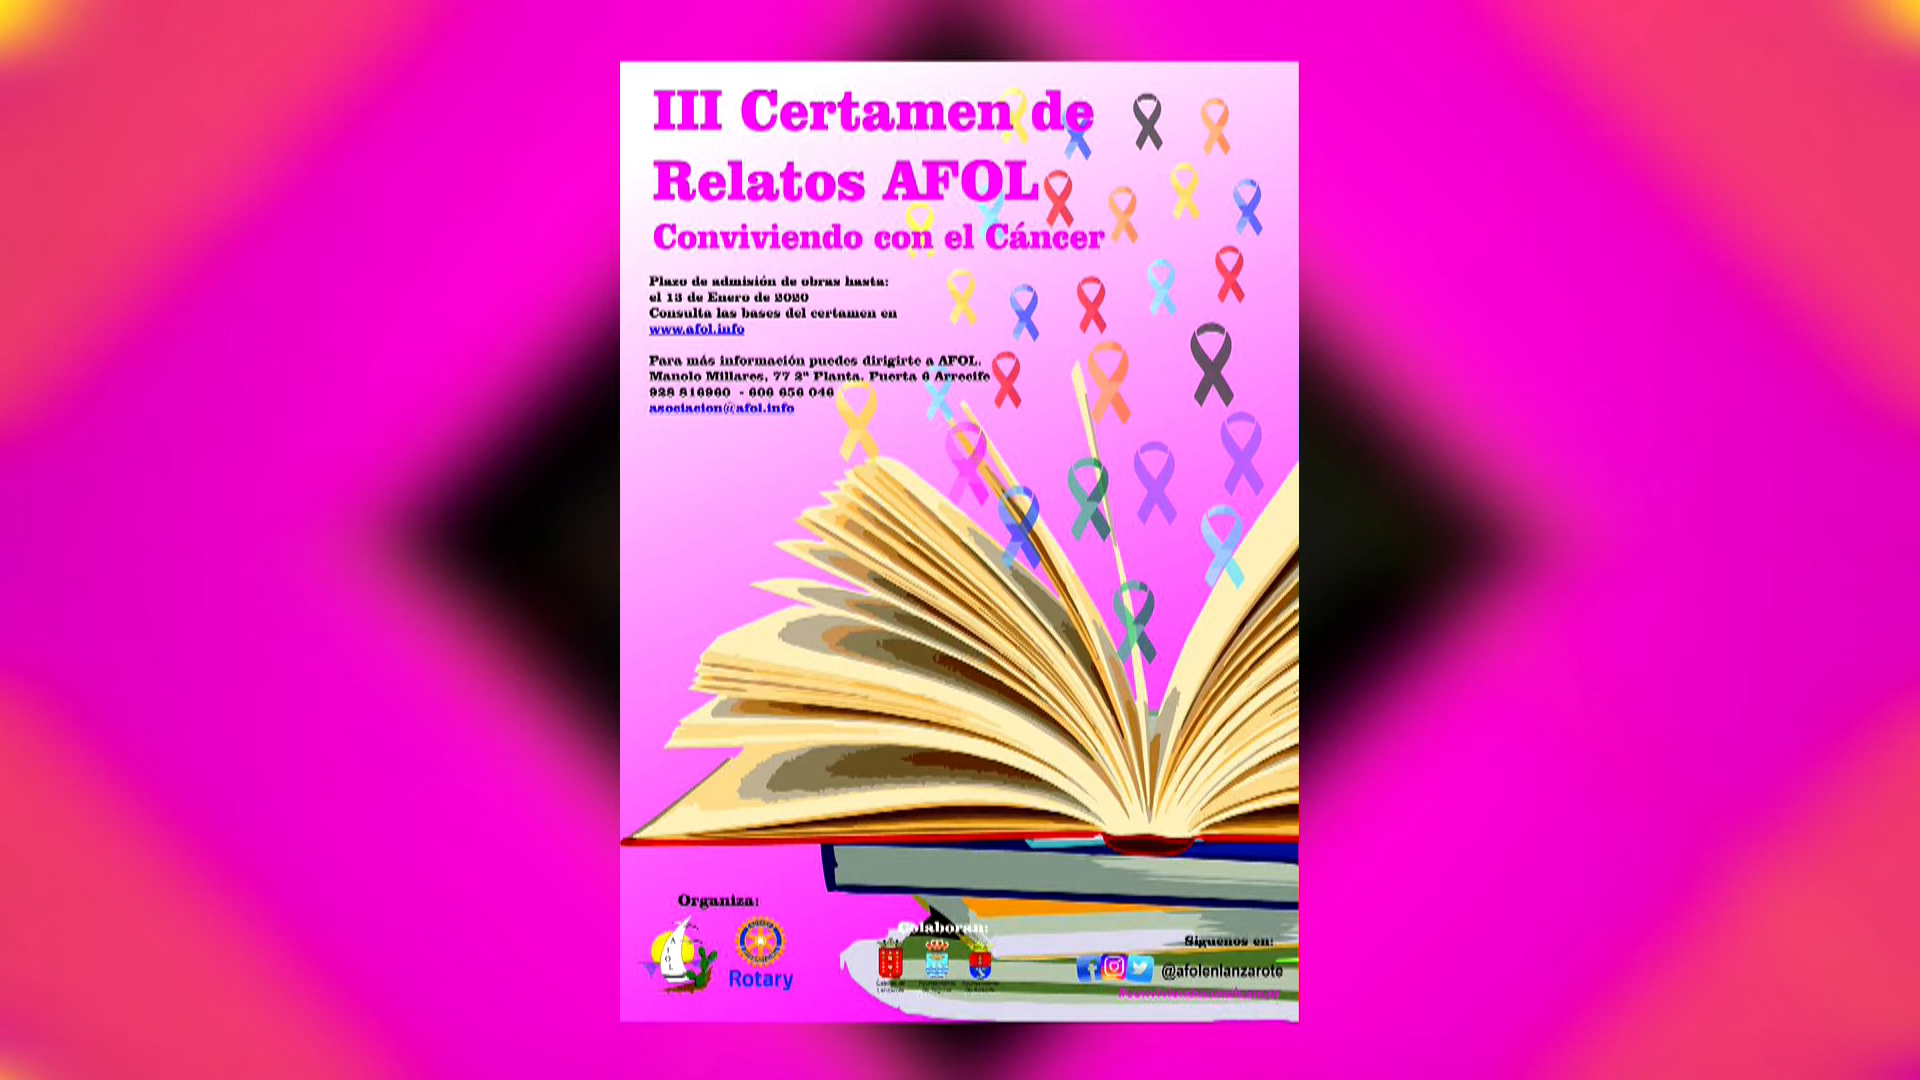 III Certamen de
Relatos AFOL
Conviviendo con el Cáncer
Plazo de admisión de obras hasta:
el 13 de Enero de 2020
Consulta las bases del certamen en
www.afol.info
Para más información puedes dirigirte a AFOL.
Manolo Millares, 77 2ª Planta. Puerta 6 Arrecife
928 816960 - 606 656 046
asociacion@afol.info
Organiza:
AFOL
Rotary
Colaboran:
Síguenos en:
@afolenlanzarote